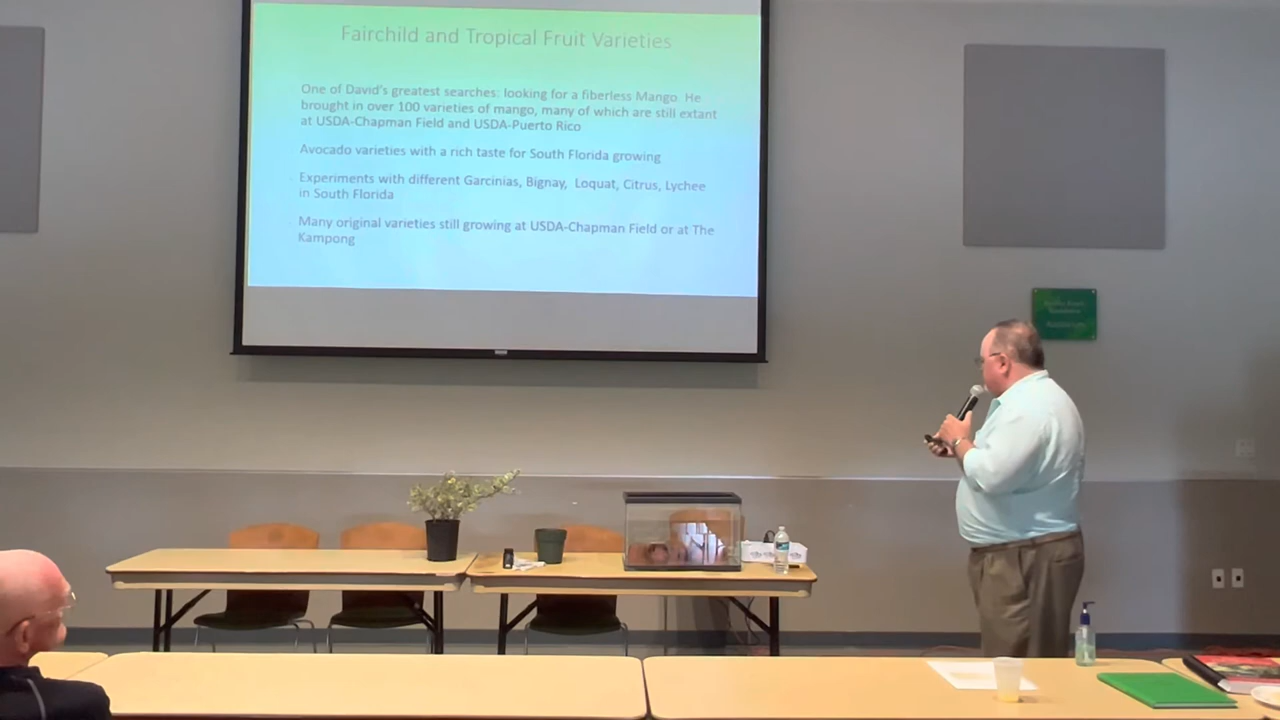 Fairchild and Tropical Fruit Varieties
One of David's greatest searches: looking for a fiberless Mango. He
brought in over 100 varieties of mango, many of which are still extant
at USDA-Chapman Field and USDA-Puerto Rico
Avocado varieties with a rich taste for South Florida growing
Experiments with different Garcinias, Bignay, Loquat, Citrus, Lychee
in South Florida
Many original varieties still growing at USDA-Chapman Field or at The
Kampong